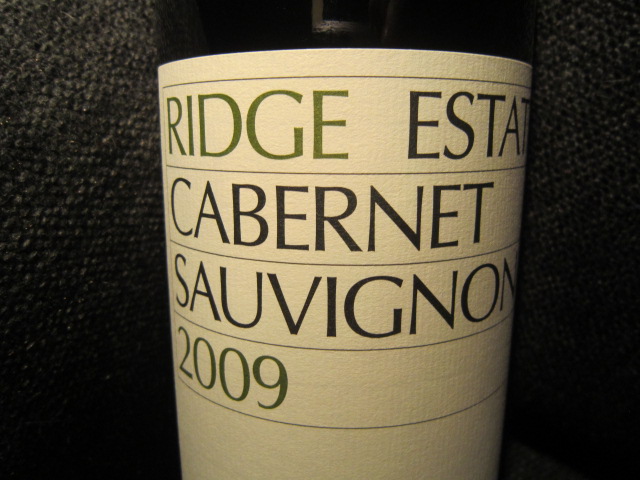 RIDGE ESTAT
CABERNET
SAUVIGNON
2009